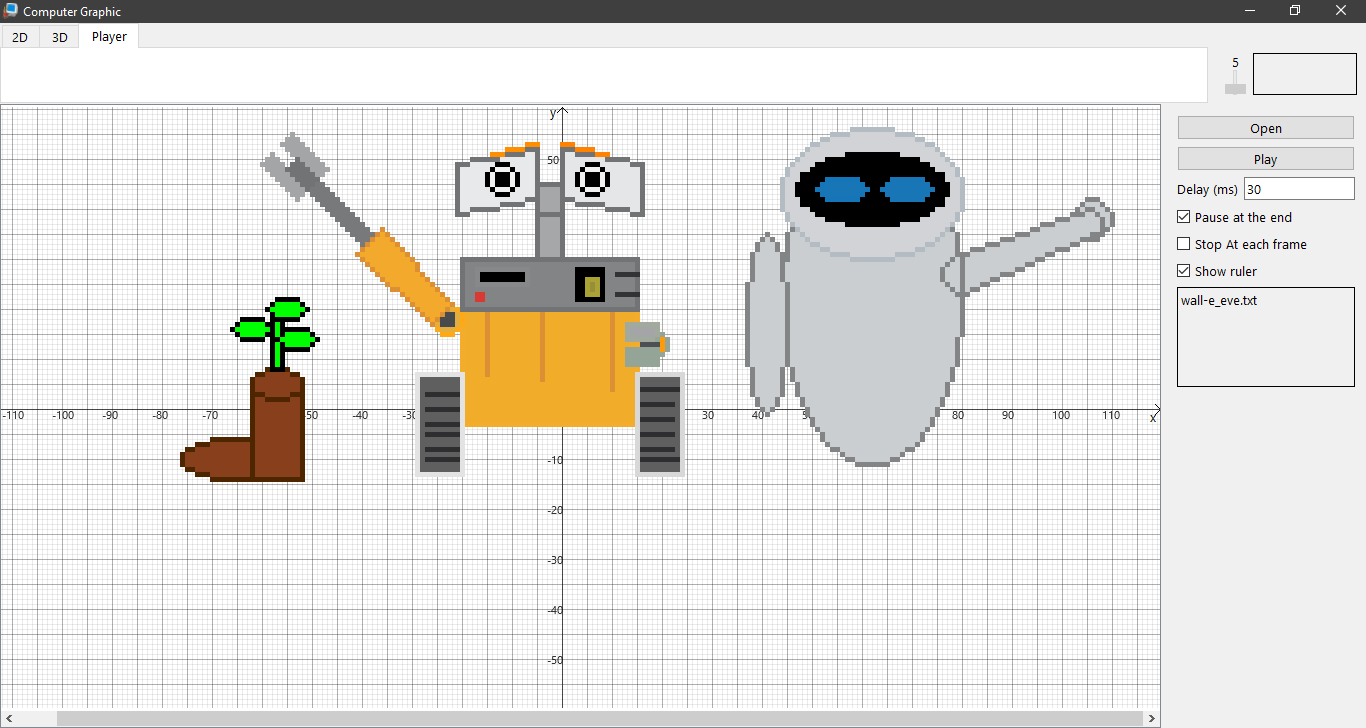 Computer Graphic
2D 3D Player
5
Open
Play
Delay (ms) 30
Pause at the end
Stop At each frame
Show ruler
wall-e_eve.txt
y
50
-110 -100 -90 -80 -70 -50 -40 -30 30 40 80 90 100 110
x
-10
-20
-30
-40
-50